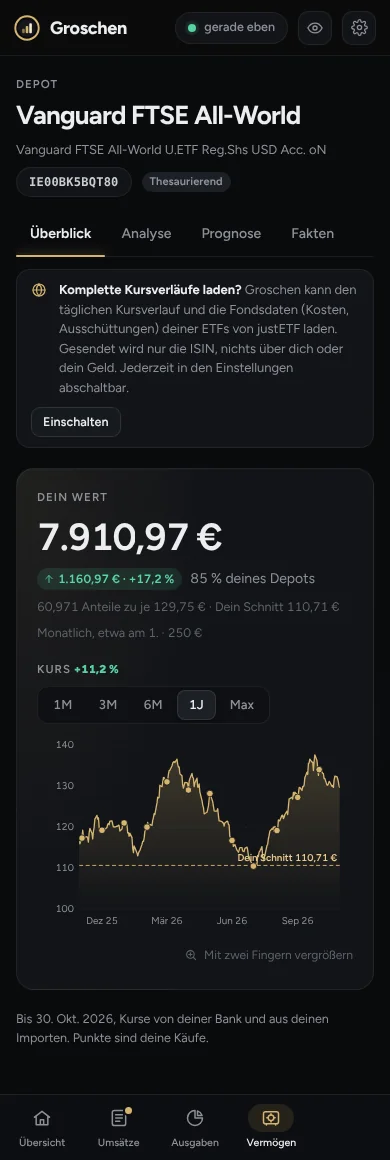 Groschen
gerade eben
DEPOT
Vanguard FTSE All-World
Vanguard FTSE All-World U.ETF Reg.Shs USD Acc. oN
IE00BK5BQT80
Thesaurierend
Überblick
Analyse
Prognose
Fakten
Komplette Kursverläufe laden? Groschen kann den
täglichen Kursverlauf und die Fondsdaten (Kosten,
Ausschüttungen) deiner ETFs von justETF laden.
Gesendet wird nur die ISIN, nichts über dich oder
dein Geld. Jederzeit in den Einstellungen
abschaltbar.
Einschalten
DEIN WERT
7.910,97 €
↑ 1.160,97 € · +17,2 %
85 % deines Depots
60,971 Anteile zu je 129,75 € · Dein Schnitt 110,71 €
Monatlich, etwa am 1. · 250 €
KURS +11,2 %
1M
3M
6M
1J
Max
140
130
120
110
100
Dein Schnitt 110,71 €
Dez 25
Mär 26
Jun 26
Sep 26
Mit zwei Fingern vergrößern
Bis 30. Okt. 2026, Kurse von deiner Bank und aus deinen
Importen. Punkte sind deine Käufe.
Übersicht
Umsätze
Ausgaben
Vermögen